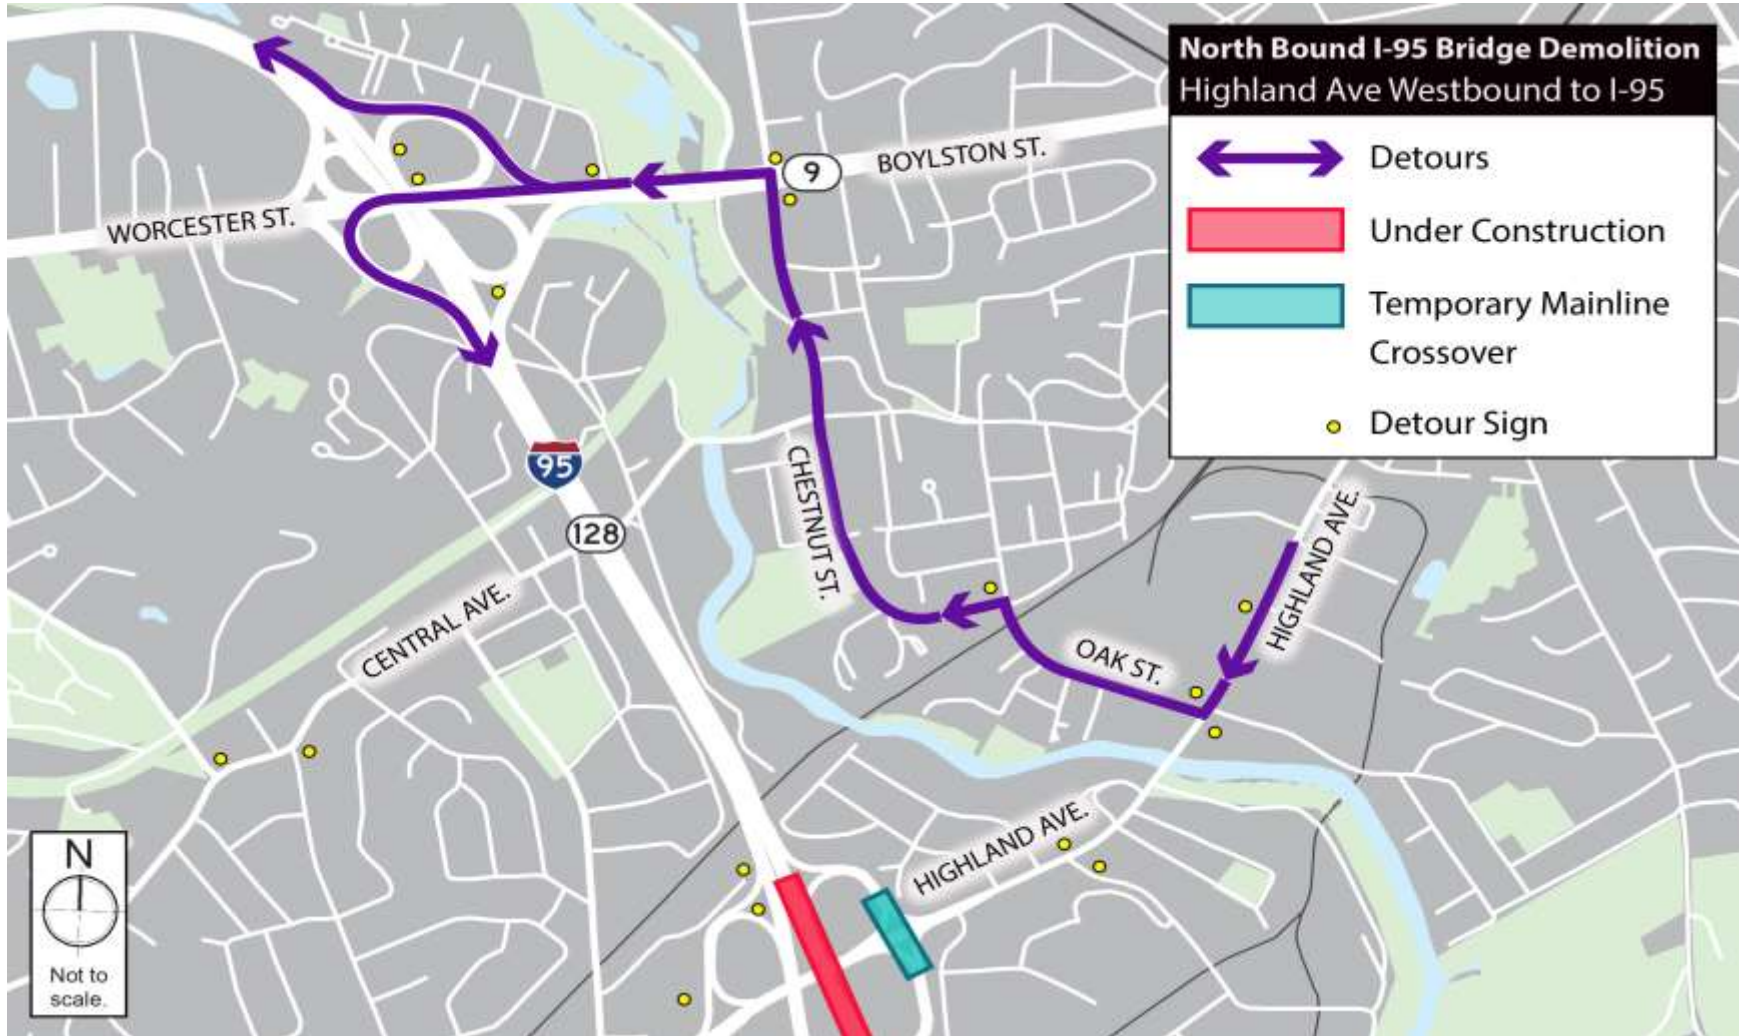 North Bound I-95 Bridge Demolition
Highland Ave Westbound to I-95
Detours
Under Construction
Temporary Mainline
Crossover
Detour Sign
9
BOYLSTON ST.
WORCESTER ST.
95
128
CHESTNUT ST.
HIGHLAND AVE.
CENTRAL AVE.
OAK ST.
HIGHLAND AVE.
N
Not to
scale.